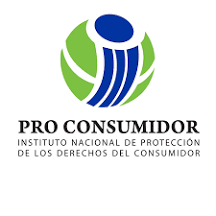 PRO CONSUMIDOR
INSTITUTO NACIONAL DE PROTECCIÓN
DE LOS DERECHOS DEL CONSUMIDOR